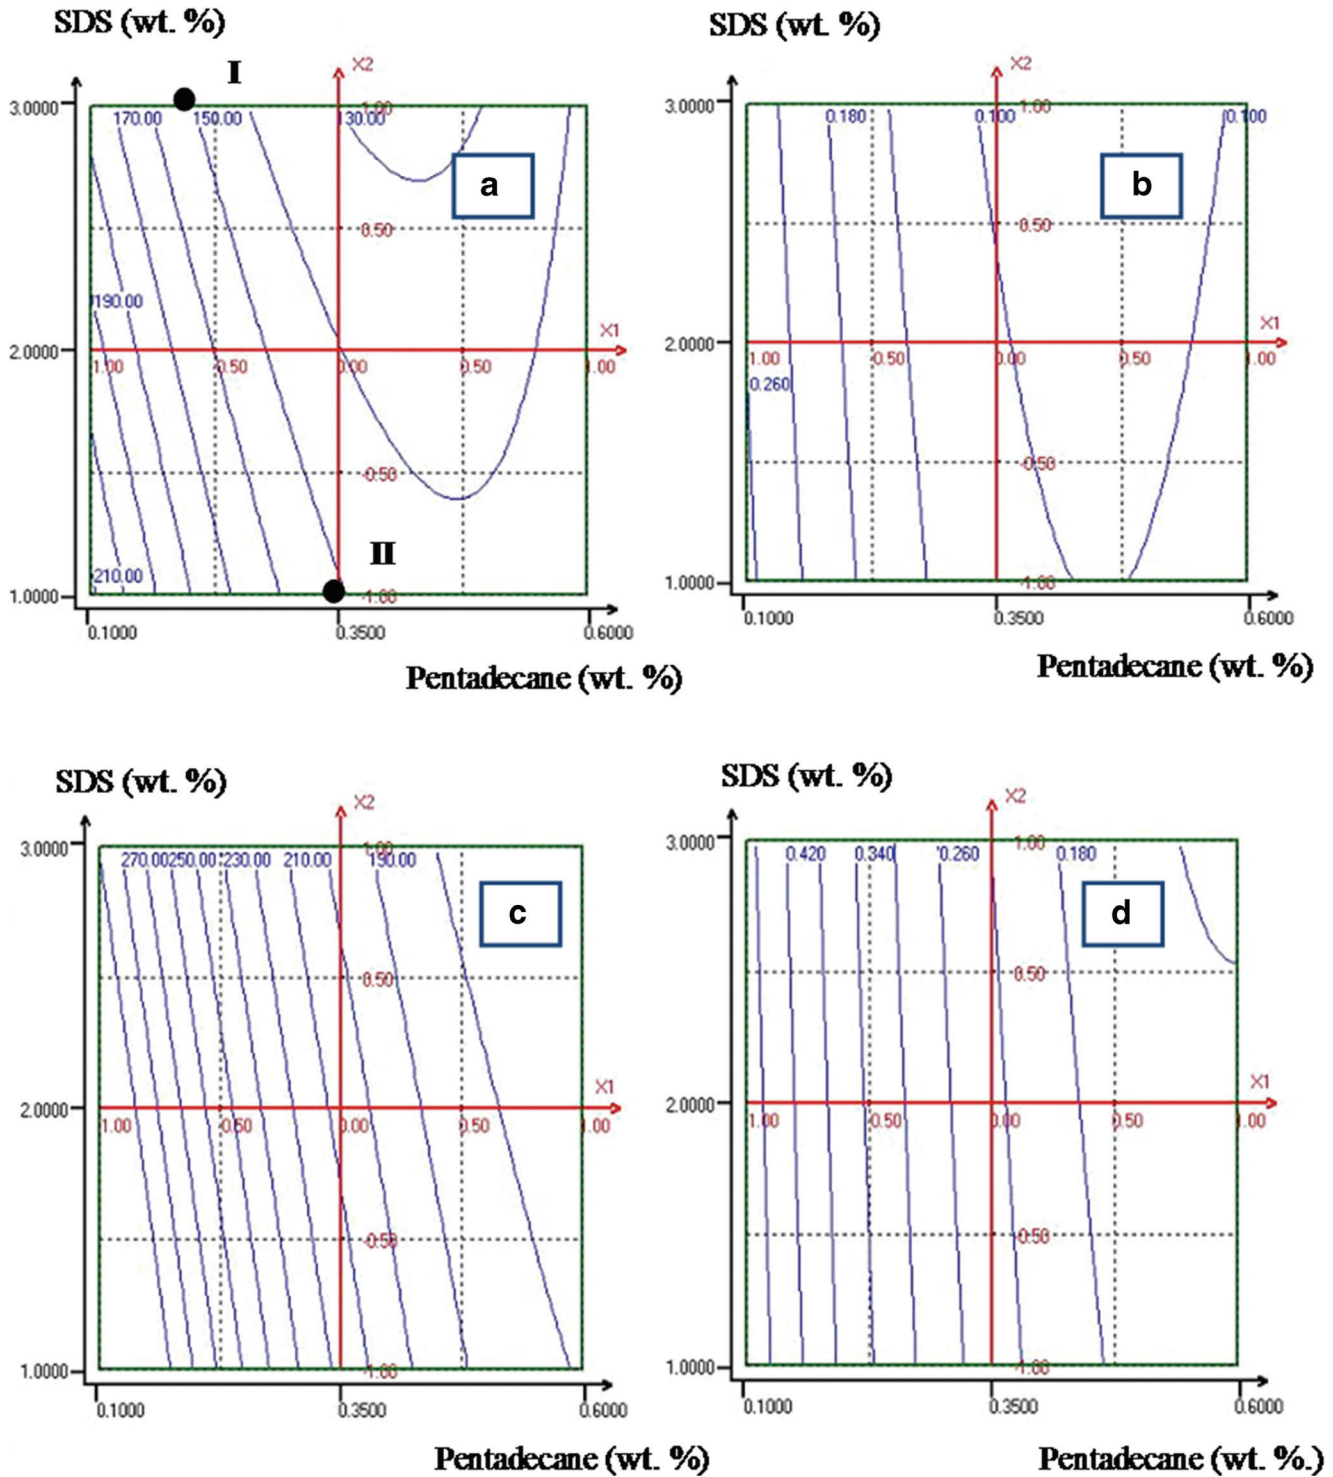 SDS (wt. %)
I
X2
3.0000
170.00 150.00 130.00 1.00
a
0.50
190.00
X1
2.0000
1.00 0.50 0.00 0.50 1.00
-0.50
II
210.00
1.0000
-1.00
0.1000 0.3500 0.6000
Pentadecane (wt. %)
SDS (wt. %)
X2
3.0000
1.00
0.180 0.100 0.100
b
0.50
X1
2.0000
1.00 0.50 0.00 0.50 1.00
0.260
-0.50
1.0000
-1.00
0.1000 0.3500 0.6000
Pentadecane (wt. %)
SDS (wt. %)
X2
3.0000
1.00
270.00 250.00 230.00 210.00 190.00
c
0.50
X1
2.0000
1.00 0.50 0.00 0.50 1.00
-0.50
1.0000
-1.00
0.1000 0.3500 0.6000
Pentadecane (wt. %)
SDS (wt. %)
X2
3.0000
1.00
0.420 0.340 0.260 0.180
d
0.50
X1
2.0000
1.00 0.50 0.00 0.50 1.00
-0.50
1.0000
-1.00
0.1000 0.3500 0.6000
Pentadecane (wt. %.)